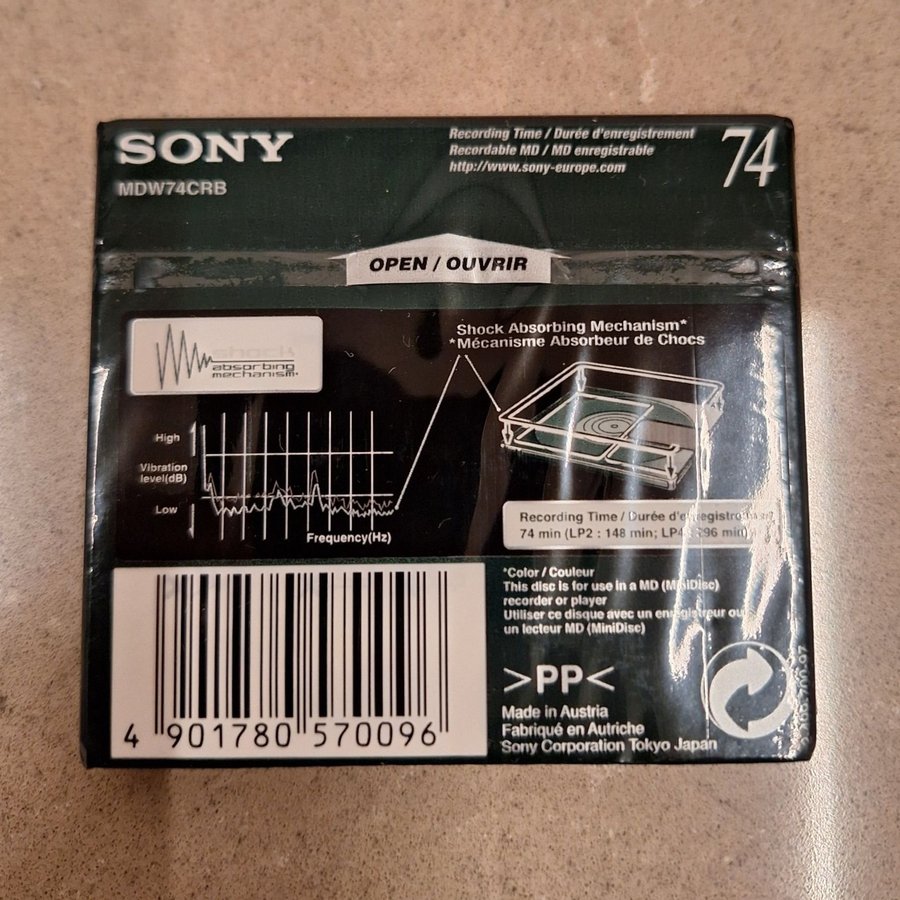 SONY
MDW74CRB
Recording Time / Durée d'enregistrement
Recordable MD / MD enregistrable
http://www.sony-europe.com
74
OPEN / OUVRIR
absorbing
mechanism*
Shock Absorbing Mechanism*
*Mécanisme Absorbeur de Chocs
High
Vibration
level(dB)
Low
Frequency(Hz)
Recording Time / Durée
74 min (LP2 : 148 min; 296 min)
*Color / Couleur
This disc is for use in a MD (MiniDisc)
recorder or player
Utiliser ce disque avec un enregistreur ou
un lecteur MD (MiniDisc)
>PP<
Made in Austria
Fabriqué en Autriche
Sony Corporation Tokyo Japan
4 901780 570096